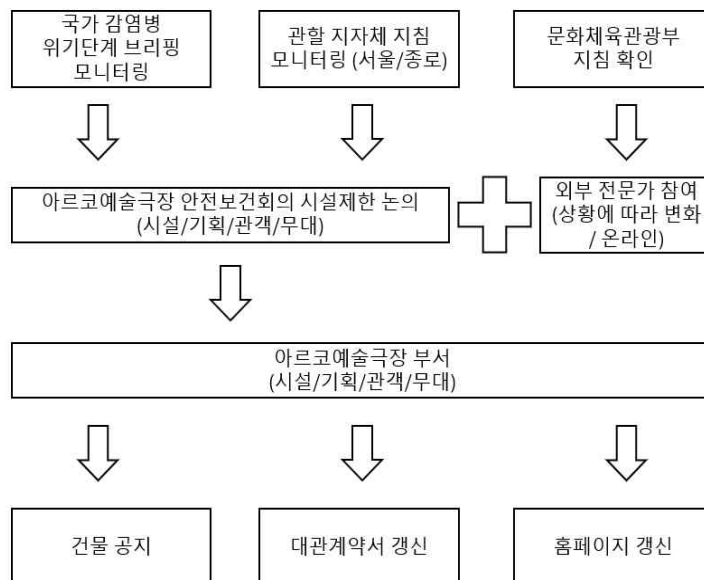 국가 감염병
위기단계 브리핑
모니터링
관할 지자체 지침
모니터링 (서울/종로)
문화체육관광부
지침 확인
아르코예술극장 안전보건회의 시설제한 논의
(시설/기획/관객/무대)
외부 전문가 참여
(상황에 따라 변화
/ 온라인)
아르코예술극장 부서
(시설/기획/관객/무대)
건물 공지
대관계약서 갱신
홈페이지 갱신